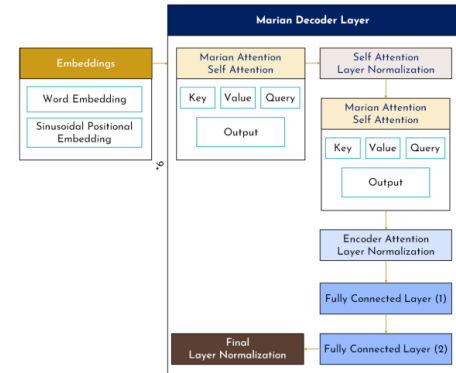 Marian Decoder Layer
Embeddings
Word Embedding
Sinusoidal Positional
Embedding
6x
Marian Attention
Self Attention
Key
Value
Query
Output
Self Attention
Layer Normalization
Marian Attention
Self Attention
Key
Value
Query
Output
Encoder Attention
Layer Normalization
Fully Connected Layer (1)
Fully Connected Layer (2)
Final
Layer Normalization